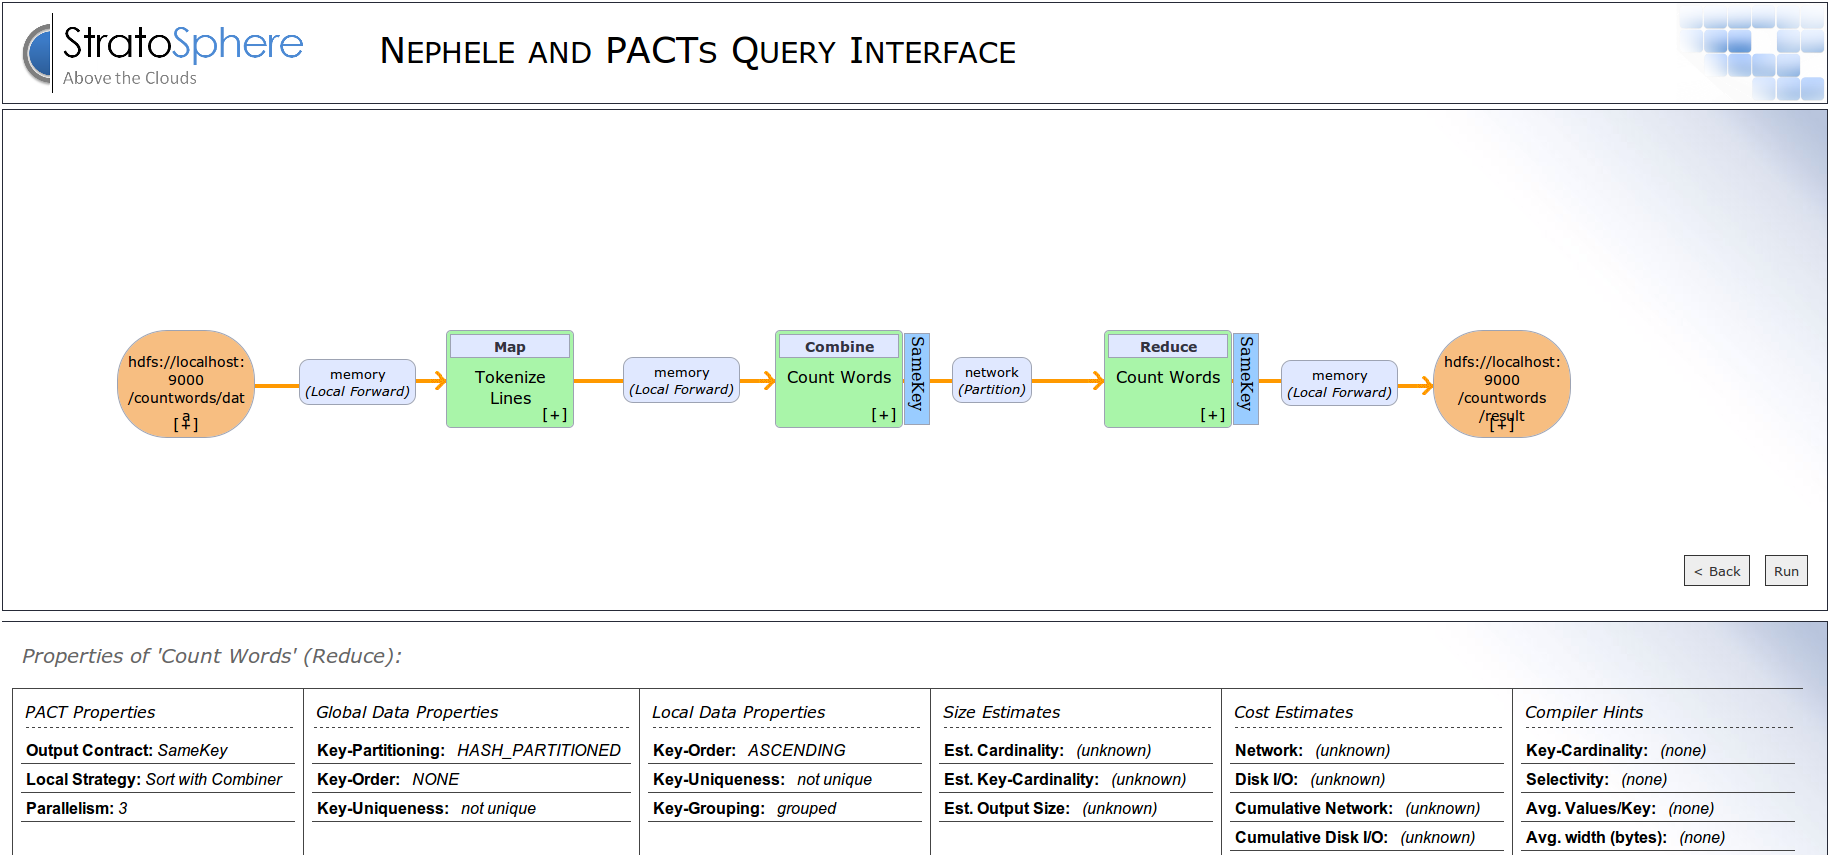 StratoSphere
Above the Clouds
NEPHELE AND PACTS QUERY INTERFACE
hdfs://localhost:
9000
/countwords/dat
a
[+]
memory
(Local Forward)
Map
Tokenize
Lines
[+]
memory
(Local Forward)
Combine
Count Words
[+]
SameKey
network
(Partition)
Reduce
Count Words
[+]
SameKey
memory
(Local Forward)
hdfs://localhost:
9000
/countwords
/result
[+]
< Back
Run
Properties of 'Count Words' (Reduce):
PACT Properties
Output Contract: SameKey
Local Strategy: Sort with Combiner
Parallelism: 3
Global Data Properties
Key-Partitioning: HASH_PARTITIONED
Key-Order: NONE
Key-Uniqueness: not unique
Local Data Properties
Key-Order: ASCENDING
Key-Uniqueness: not unique
Key-Grouping: grouped
Size Estimates
Est. Cardinality: (unknown)
Est. Key-Cardinality: (unknown)
Est. Output Size: (unknown)
Cost Estimates
Network: (unknown)
Disk I/O: (unknown)
Cumulative Network: (unknown)
Cumulative Disk I/O: (unknown)
Compiler Hints
Key-Cardinality: (none)
Selectivity: (none)
Avg. Values/Key: (none)
Avg. width (bytes): (none)